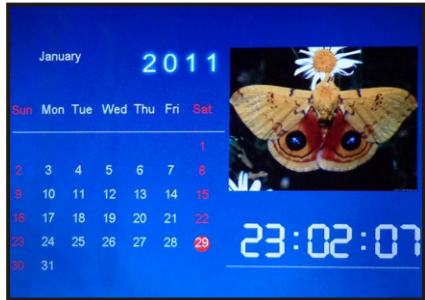 January 2011
Sun Mon Tue Wed Thu Fri Sat
1
2 3 4 5 6 7 8
9 10 11 12 13 14 15
16 17 18 19 20 21 22
23 24 25 26 27 28 29
30 31
23:02:07